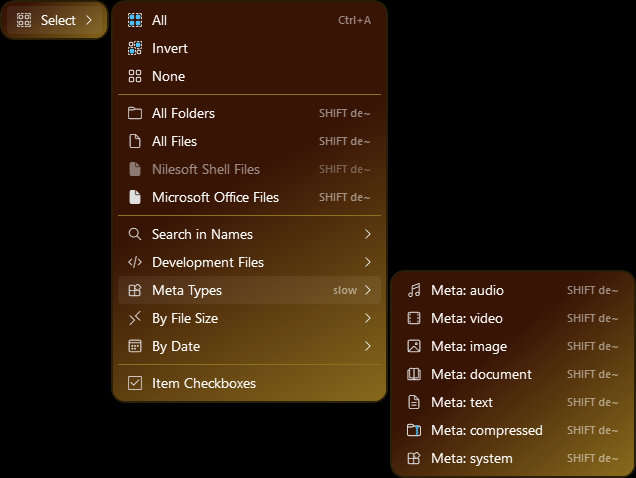 Select
All Ctrl+A
Invert
None
All Folders SHIFT de~
All Files SHIFT de~
Nilesoft Shell Files SHIFT de~
Microsoft Office Files SHIFT de~
Search in Names
Development Files
Meta Types slow
By File Size
By Date
Item Checkboxes
Meta: audio SHIFT de~
Meta: video SHIFT de~
Meta: image SHIFT de~
Meta: document SHIFT de~
Meta: text SHIFT de~
Meta: compressed SHIFT de~
Meta: system SHIFT de~